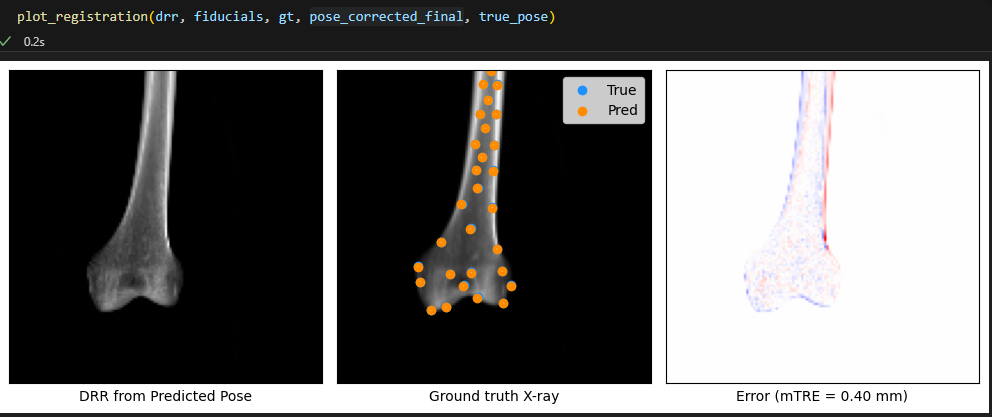 plot_registration(drr, fiducials, gt, pose_corrected_final, true_pose)
0.2s
True
Pred
DRR from Predicted Pose
Ground truth X-ray
Error (mTRE = 0.40 mm)